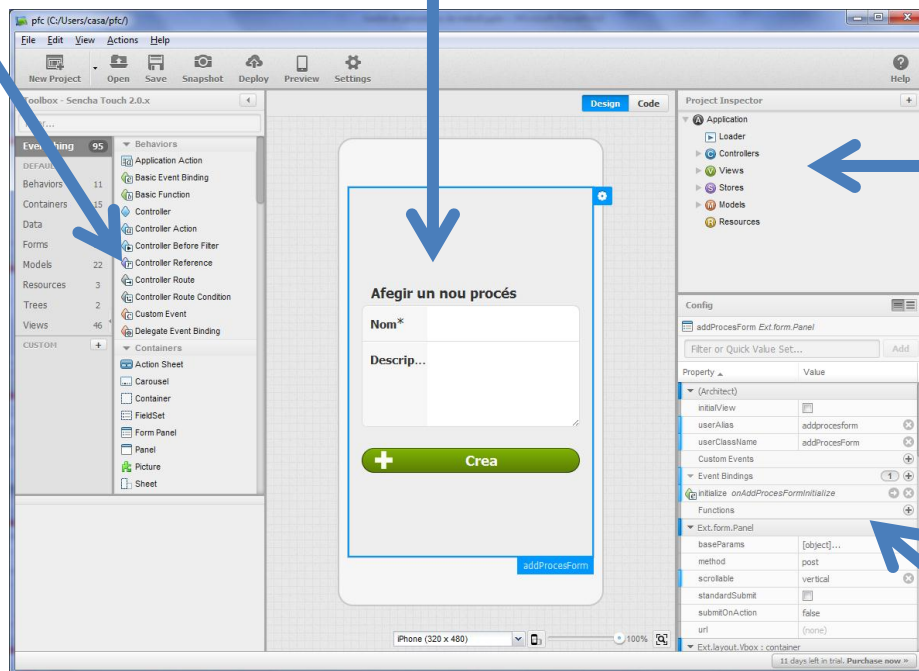 pfc (C:/Users/casa/pfc/)
File Edit View Actions Help
New Project Open Save Snapshot Deploy Preview Settings Help
Toolbox - Sencha Touch 2.0.x
Everything 95
Behaviors 11
Containers 15
Data
Forms
Models 22
Resources 3
Trees 2
Views 46
CUSTOM +
Behaviors
Application Action
Basic Event Binding
Basic Function
Controller
Controller Action
Controller Before Filter
Controller Reference
Controller Route
Controller Route Condition
Custom Event
Delegate Event Binding
Containers
Action Sheet
Carousel
Container
FieldSet
Form Panel
Panel
Picture
Sheet
Design Code
Afegir un nou procés
Nom*
Descrip...
Crea
addProcesForm
iPhone (320 x 480) 100%
Project Inspector
Application
Loader
Controllers
Views
Stores
Models
Resources
Config
addProcesForm Ext.form.Panel
Filter or Quick Value Set... Add
Property Value
(Architect)
initialView
userAlias addprocesform
userClassName addProcesForm
Custom Events
Event Bindings 1
initialize onAddProcesFormInitialize
Functions
Ext.form.Panel
baseParams [object]...
method post
scrollable vertical
standardSubmit
submitOnAction false
url (none)
Ext.layout.Vbox : container
11 days left in trial. Purchase now »